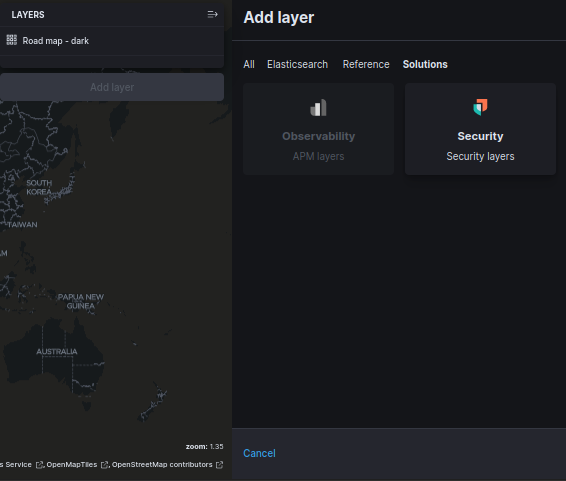 LAYERS
Road map - dark
Add layer
SOUTH
KOREA
TAIWAN
AM
PAPUA NEW
GUINEA
AUSTRALIA
zoom: 1.35
s Service, OpenMapTiles, OpenStreetMap contributors
Add layer
All Elasticsearch Reference Solutions
Observability
APM layers
Security
Security layers
Cancel